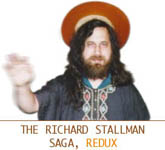 THE RICHARD STALLMAN
SAGA, REDUX